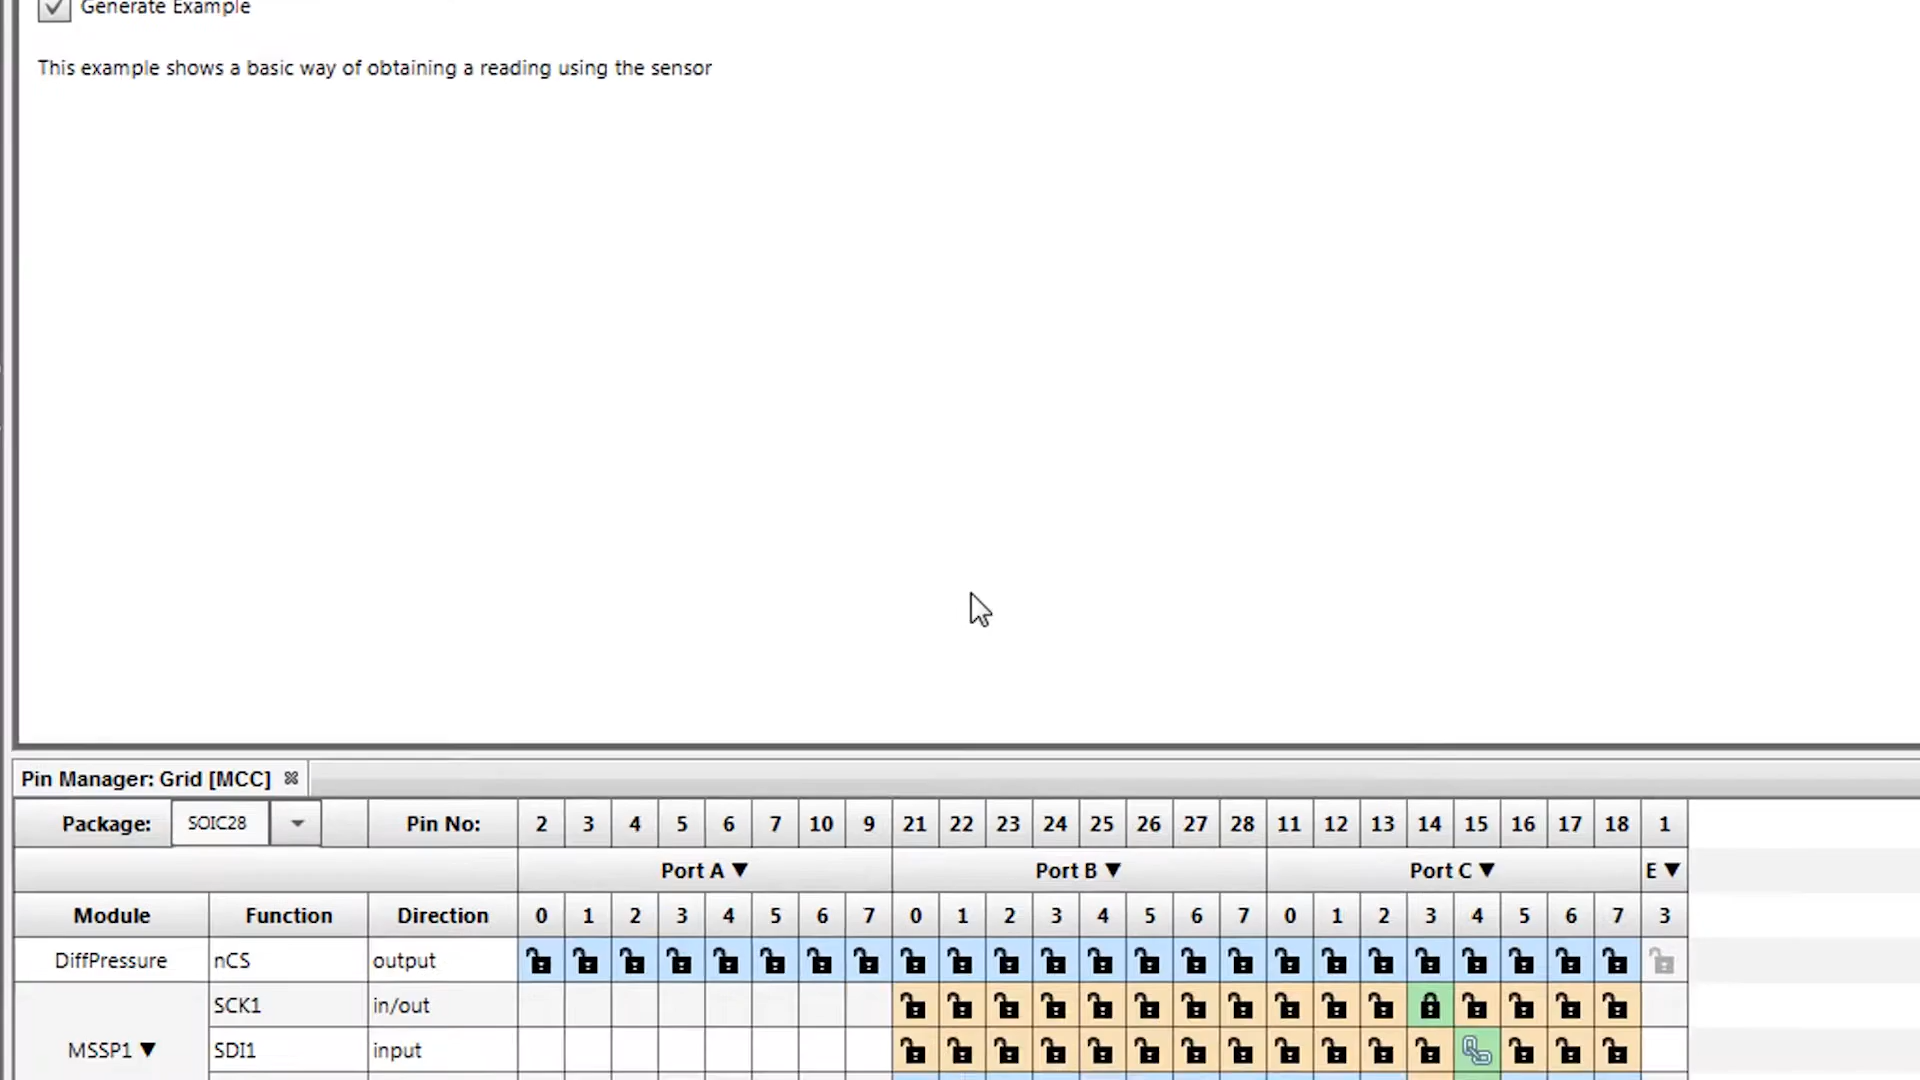 Generate Example
This example shows a basic way of obtaining a reading using the sensor
Pin Manager: Grid [MCC]
Package: SOIC28 Pin No: 2 3 4 5 6 7 10 9 21 22 23 24 25 26 27 28 11 12 13 14 15 16 17 18 1
Port A ▼ Port B ▼ Port C ▼ E ▼
Module Function Direction 0 1 2 3 4 5 6 7 0 1 2 3 4 5 6 7 0 1 2 3 4 5 6 7 3
DiffPressure nCS output
SCK1 in/out
MSSP1 ▼ SDI1 input